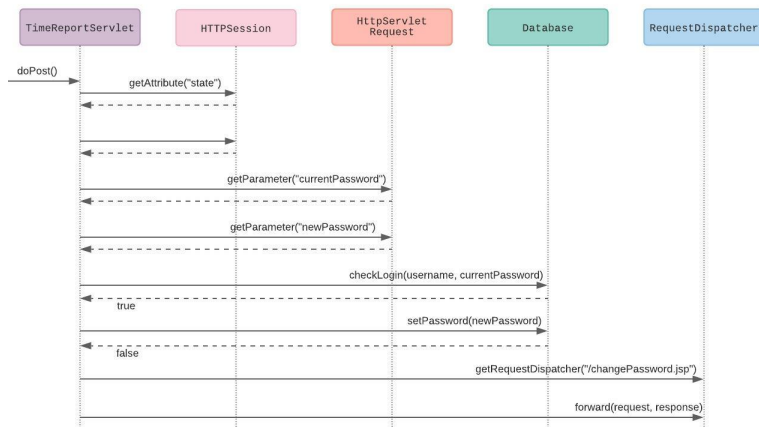 TimeReportServlet
HTTPSession
HttpServlet
Request
Database
RequestDispatcher
doPost()
getAttribute("state")
getParameter("currentPassword")
getParameter("newPassword")
checkLogin(username, currentPassword)
true
setPassword(newPassword)
false
getRequestDispatcher("/changePassword.jsp")
forward(request, response)